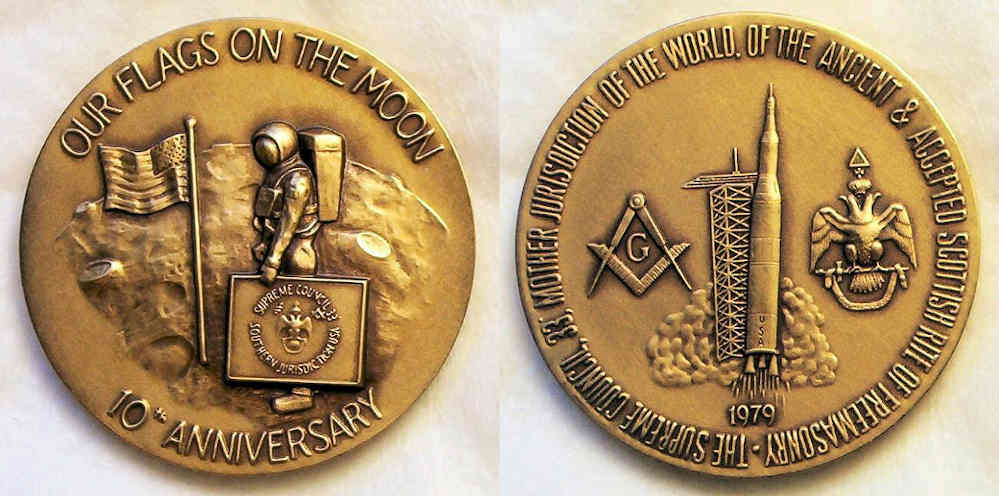 OUR FLAGS ON THE MOON
SUPREME COUNCIL 33°
SOUTHERN JURISDICTION USA
10TH ANNIVERSARY
THE SUPREME COUNCIL, 33° MOTHER JURISDICTION OF THE WORLD. OF THE ANCIENT & ACCEPTED SCOTTISH RITE OF FREEMASONRY -
G
USA
1979